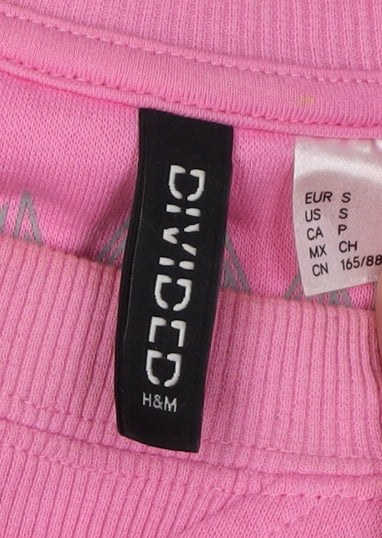 DIVIDED
H&M
EUR S
US S
CA P
MX CH
CN 165/88